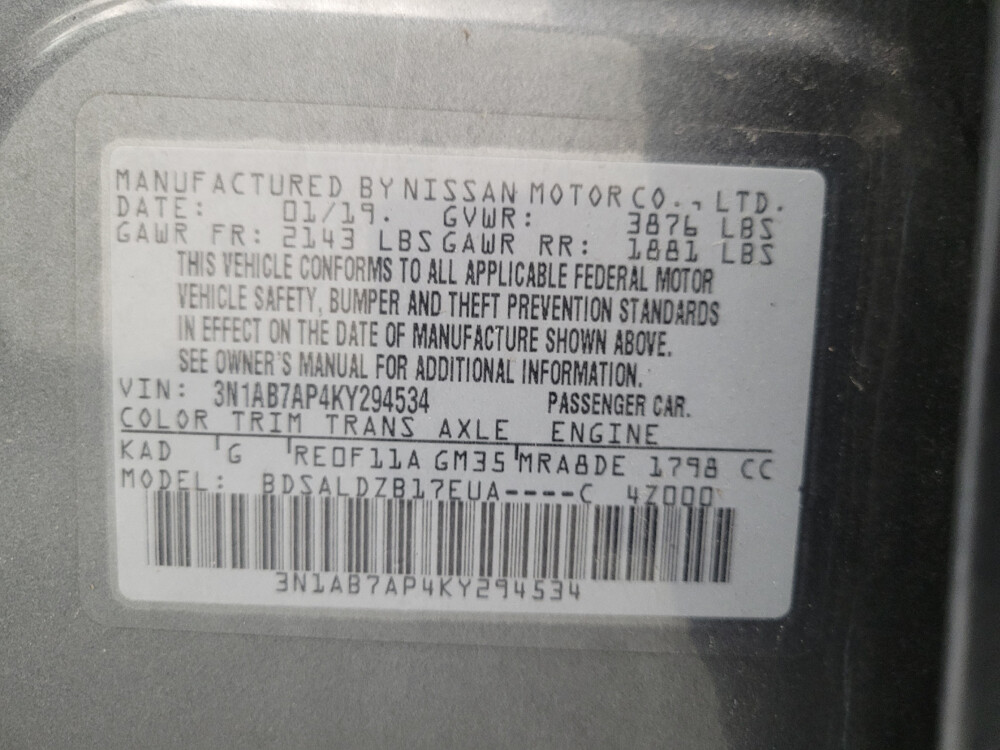 MANUFACTURED BY NISSAN MOTOR CO., LTD.
DATE: 01/19. GVWR: 3876 LBS
GAWR FR: 2143 LBS GAWR RR: 1881 LBS
THIS VEHICLE CONFORMS TO ALL APPLICABLE FEDERAL MOTOR
VEHICLE SAFETY, BUMPER AND THEFT PREVENTION STANDARDS
IN EFFECT ON THE DATE OF MANUFACTURE SHOWN ABOVE.
SEE OWNER'S MANUAL FOR ADDITIONAL INFORMATION.
VIN: 3N1AB7AP4KY294534 PASSENGER CAR.
COLOR TRIM TRANS AXLE ENGINE
KAD G RE0F11A GM35 MRA8DE 1798 CC
MODEL: BDSALDZB17EUA----C 4Z000
3N1AB7AP4KY294534